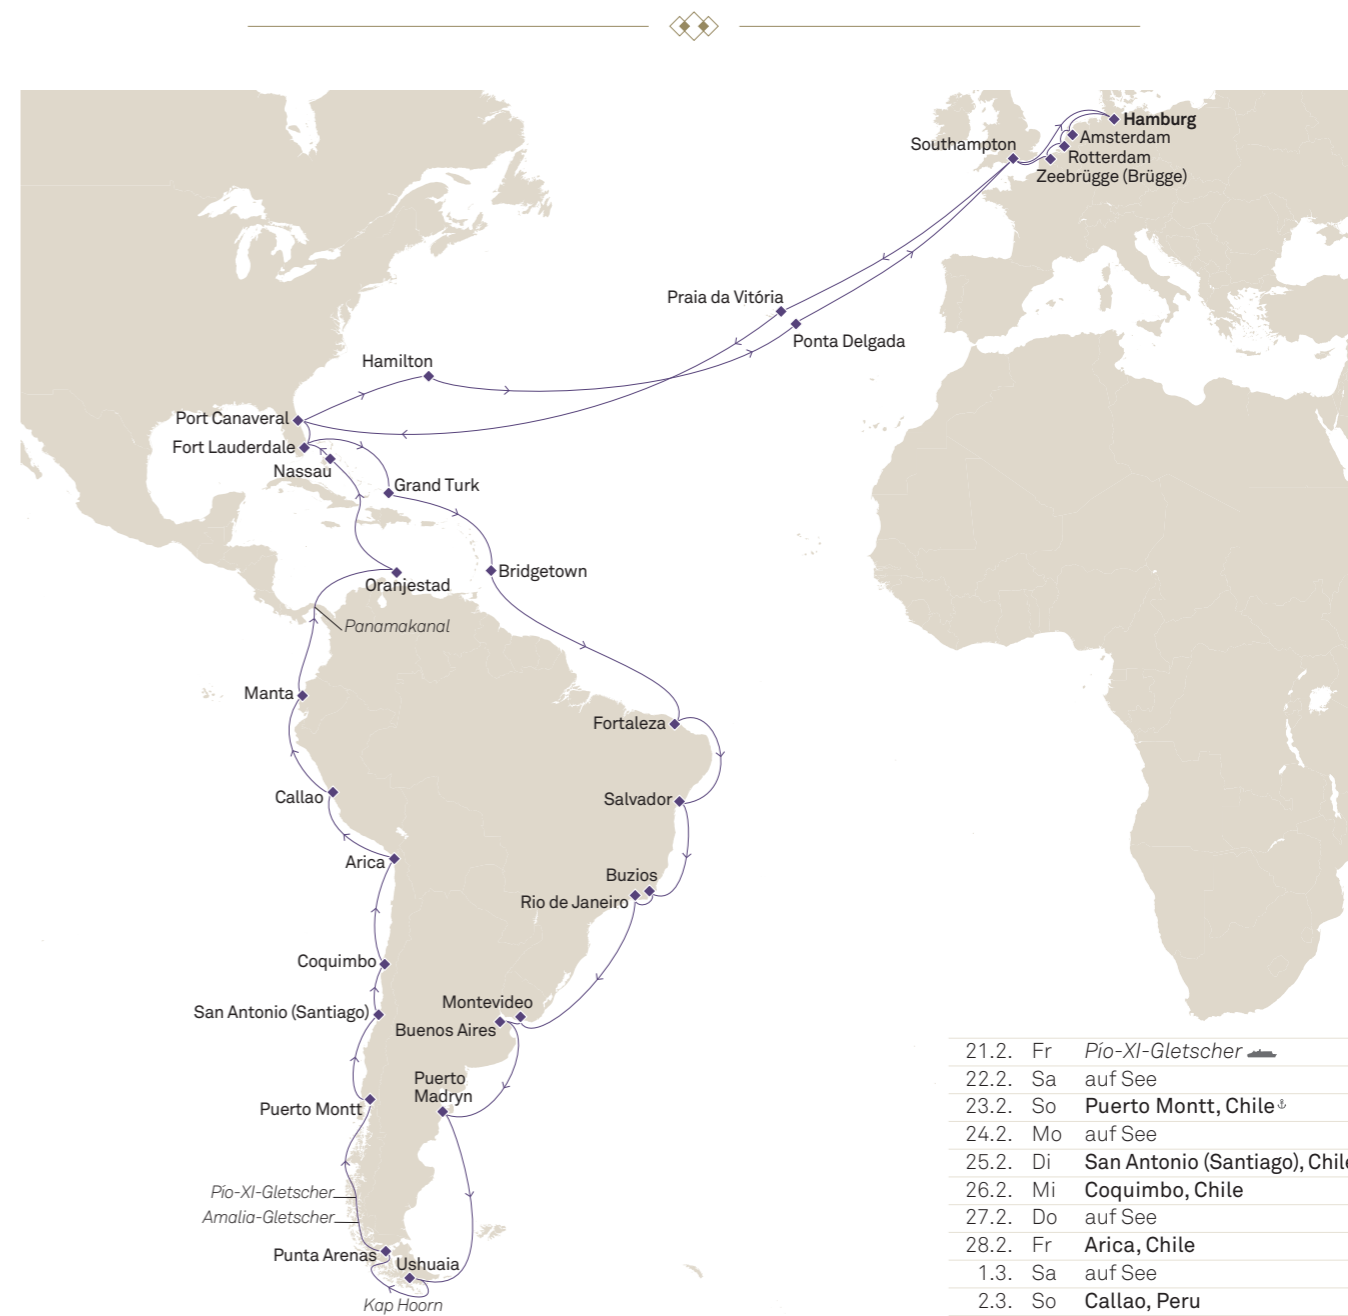 Hamburg
Amsterdam
Southampton
Rotterdam
Zeebrügge (Brügge)
Praia da Vitória
Ponta Delgada
Hamilton
Port Canaveral
Fort Lauderdale
Nassau
Grand Turk
Bridgetown
Oranjestad
Panamakanal
Manta
Fortaleza
Callao
Salvador
Arica
Buzios
Rio de Janeiro
Coquimbo
Montevideo
San Antonio (Santiago)
Buenos Aires
Puerto
Madryn
Puerto Montt
Pío-XI-Gletscher
Amalia-Gletscher
Punta Arenas
Ushuaia
Kap Hoorn
21.2. Fr Pío-XI-Gletscher
22.2. Sa auf See
23.2. So Puerto Montt, Chile
24.2. Mo auf See
25.2. Di San Antonio (Santiago), Chile
26.2. Mi Coquimbo, Chile
27.2. Do auf See
28.2. Fr Arica, Chile
1.3. Sa auf See
2.3. So Callao, Peru